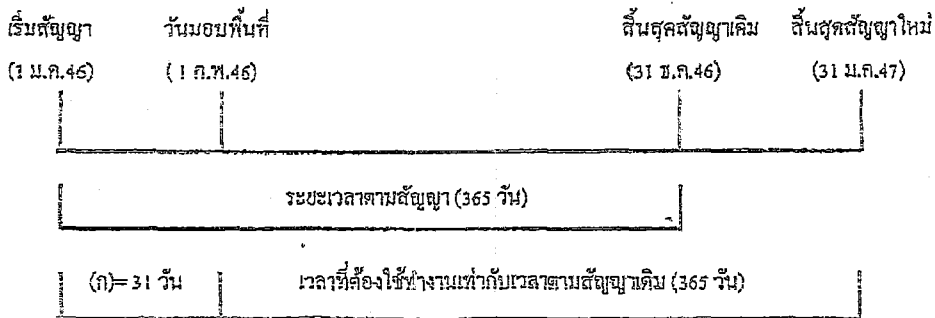 เริ่มสัญญา วันมอบพื้นที่ สิ้นสุดสัญญาเดิม สิ้นสุดสัญญาใหม่
(1 ม.ค.46) (1 ก.พ.46) (31 ธ.ค.46) (31 ม.ค.47)
ระยะเวลาตามสัญญา (365 วัน)
(ก)= 31 วัน เวลาที่ต้องใช้ทำงานเท่ากับเวลาตามสัญญาเดิม (365 วัน)